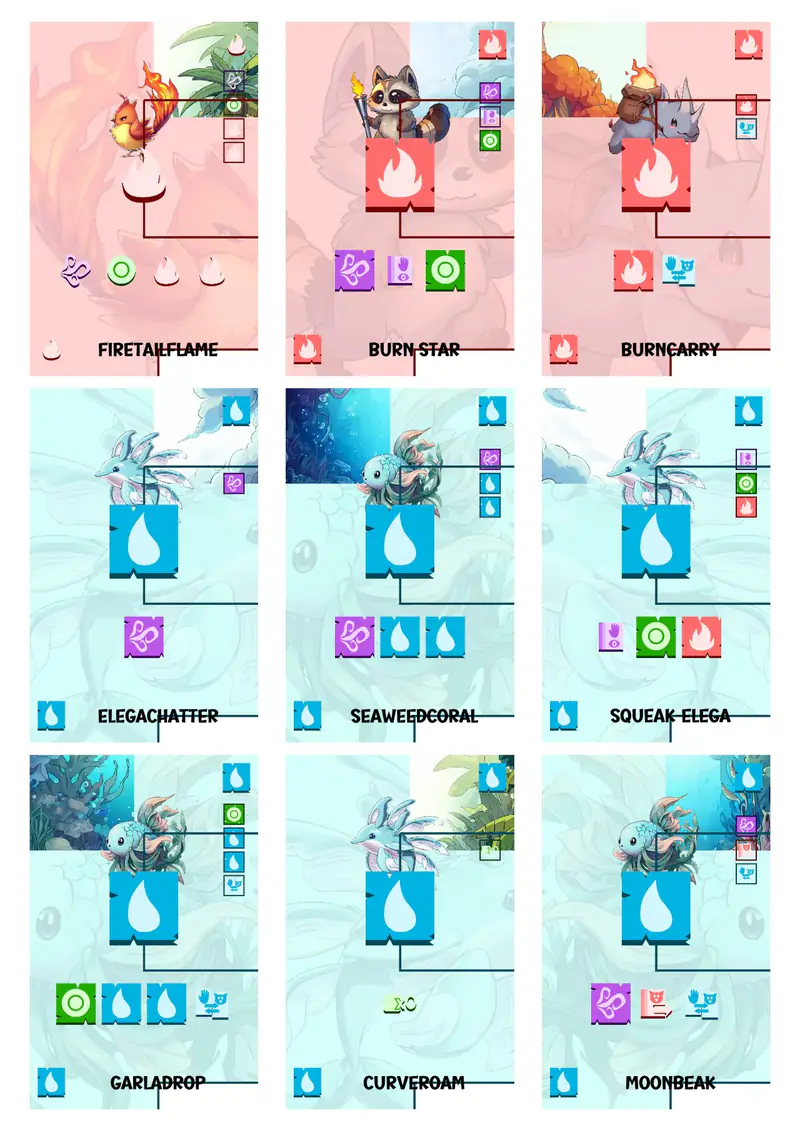 FIRETAILFLAME
BURN STAR
BURNCARRY
ELEGACHATTER
SEAWEEDCORAL
SQUEAK ELEGA
GARLADROP
CURVEROAM
MOONBEAK